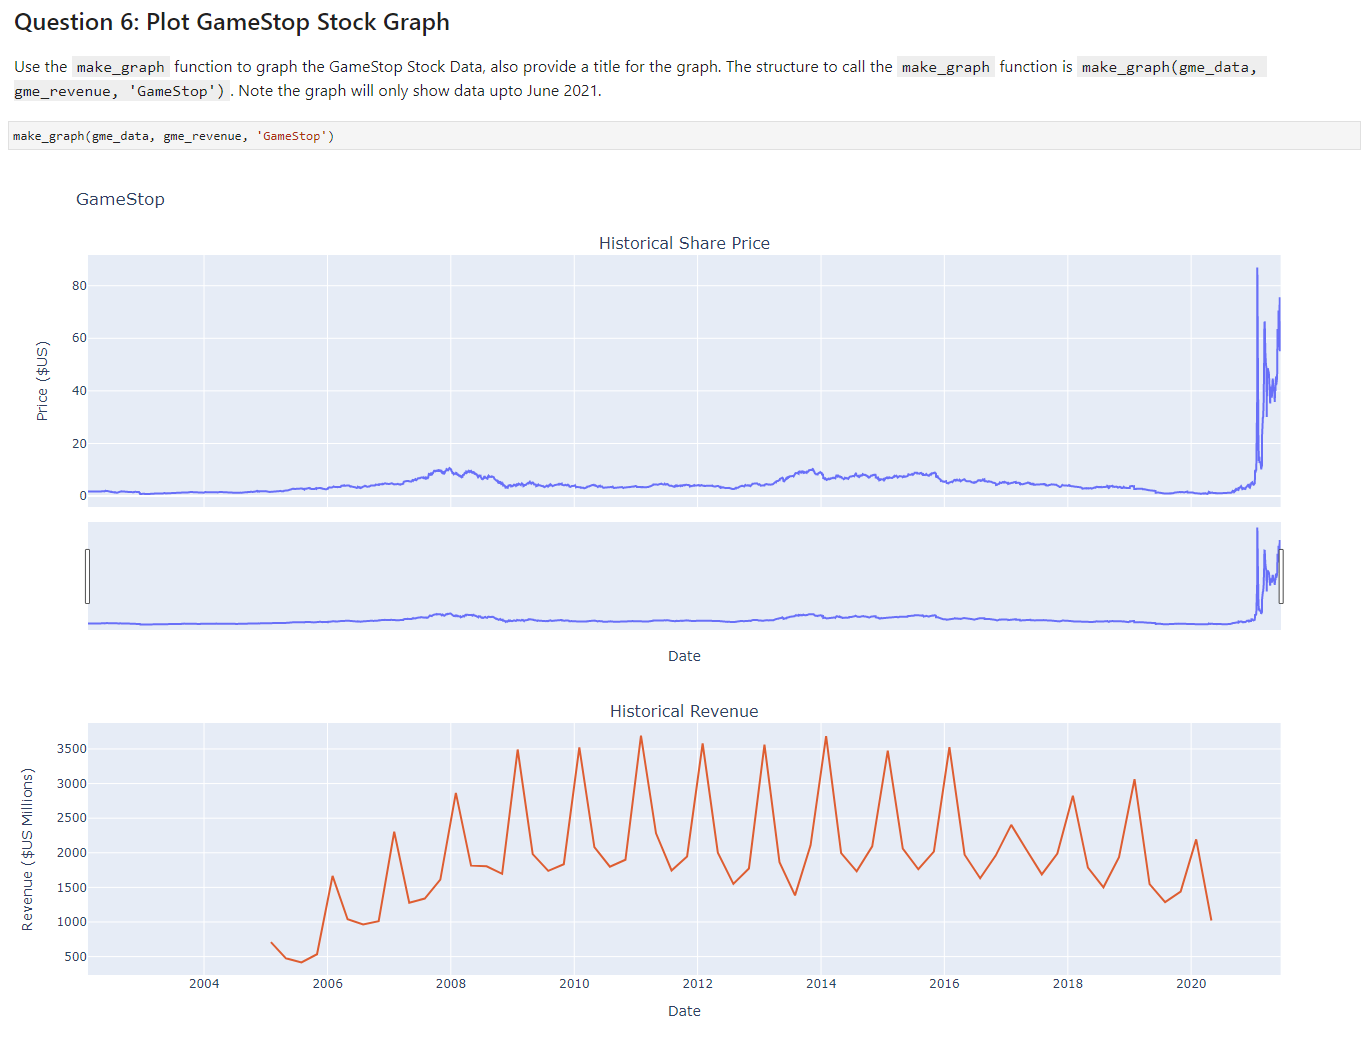 Question 6: Plot GameStop Stock Graph
Use the make_graph function to graph the GameStop Stock Data, also provide a title for the graph. The structure to call the make_graph function is make_graph(gme_data,
gme_revenue, 'GameStop'). Note the graph will only show data upto June 2021.
make_graph(gme_data, gme_revenue, 'GameStop')
GameStop
Historical Share Price
Price ($US)
80
60
40
20
0
Date
Historical Revenue
Revenue ($US Millions)
3500
3000
2500
2000
1500
1000
500
2004 2006 2008 2010 2012 2014 2016 2018 2020
Date